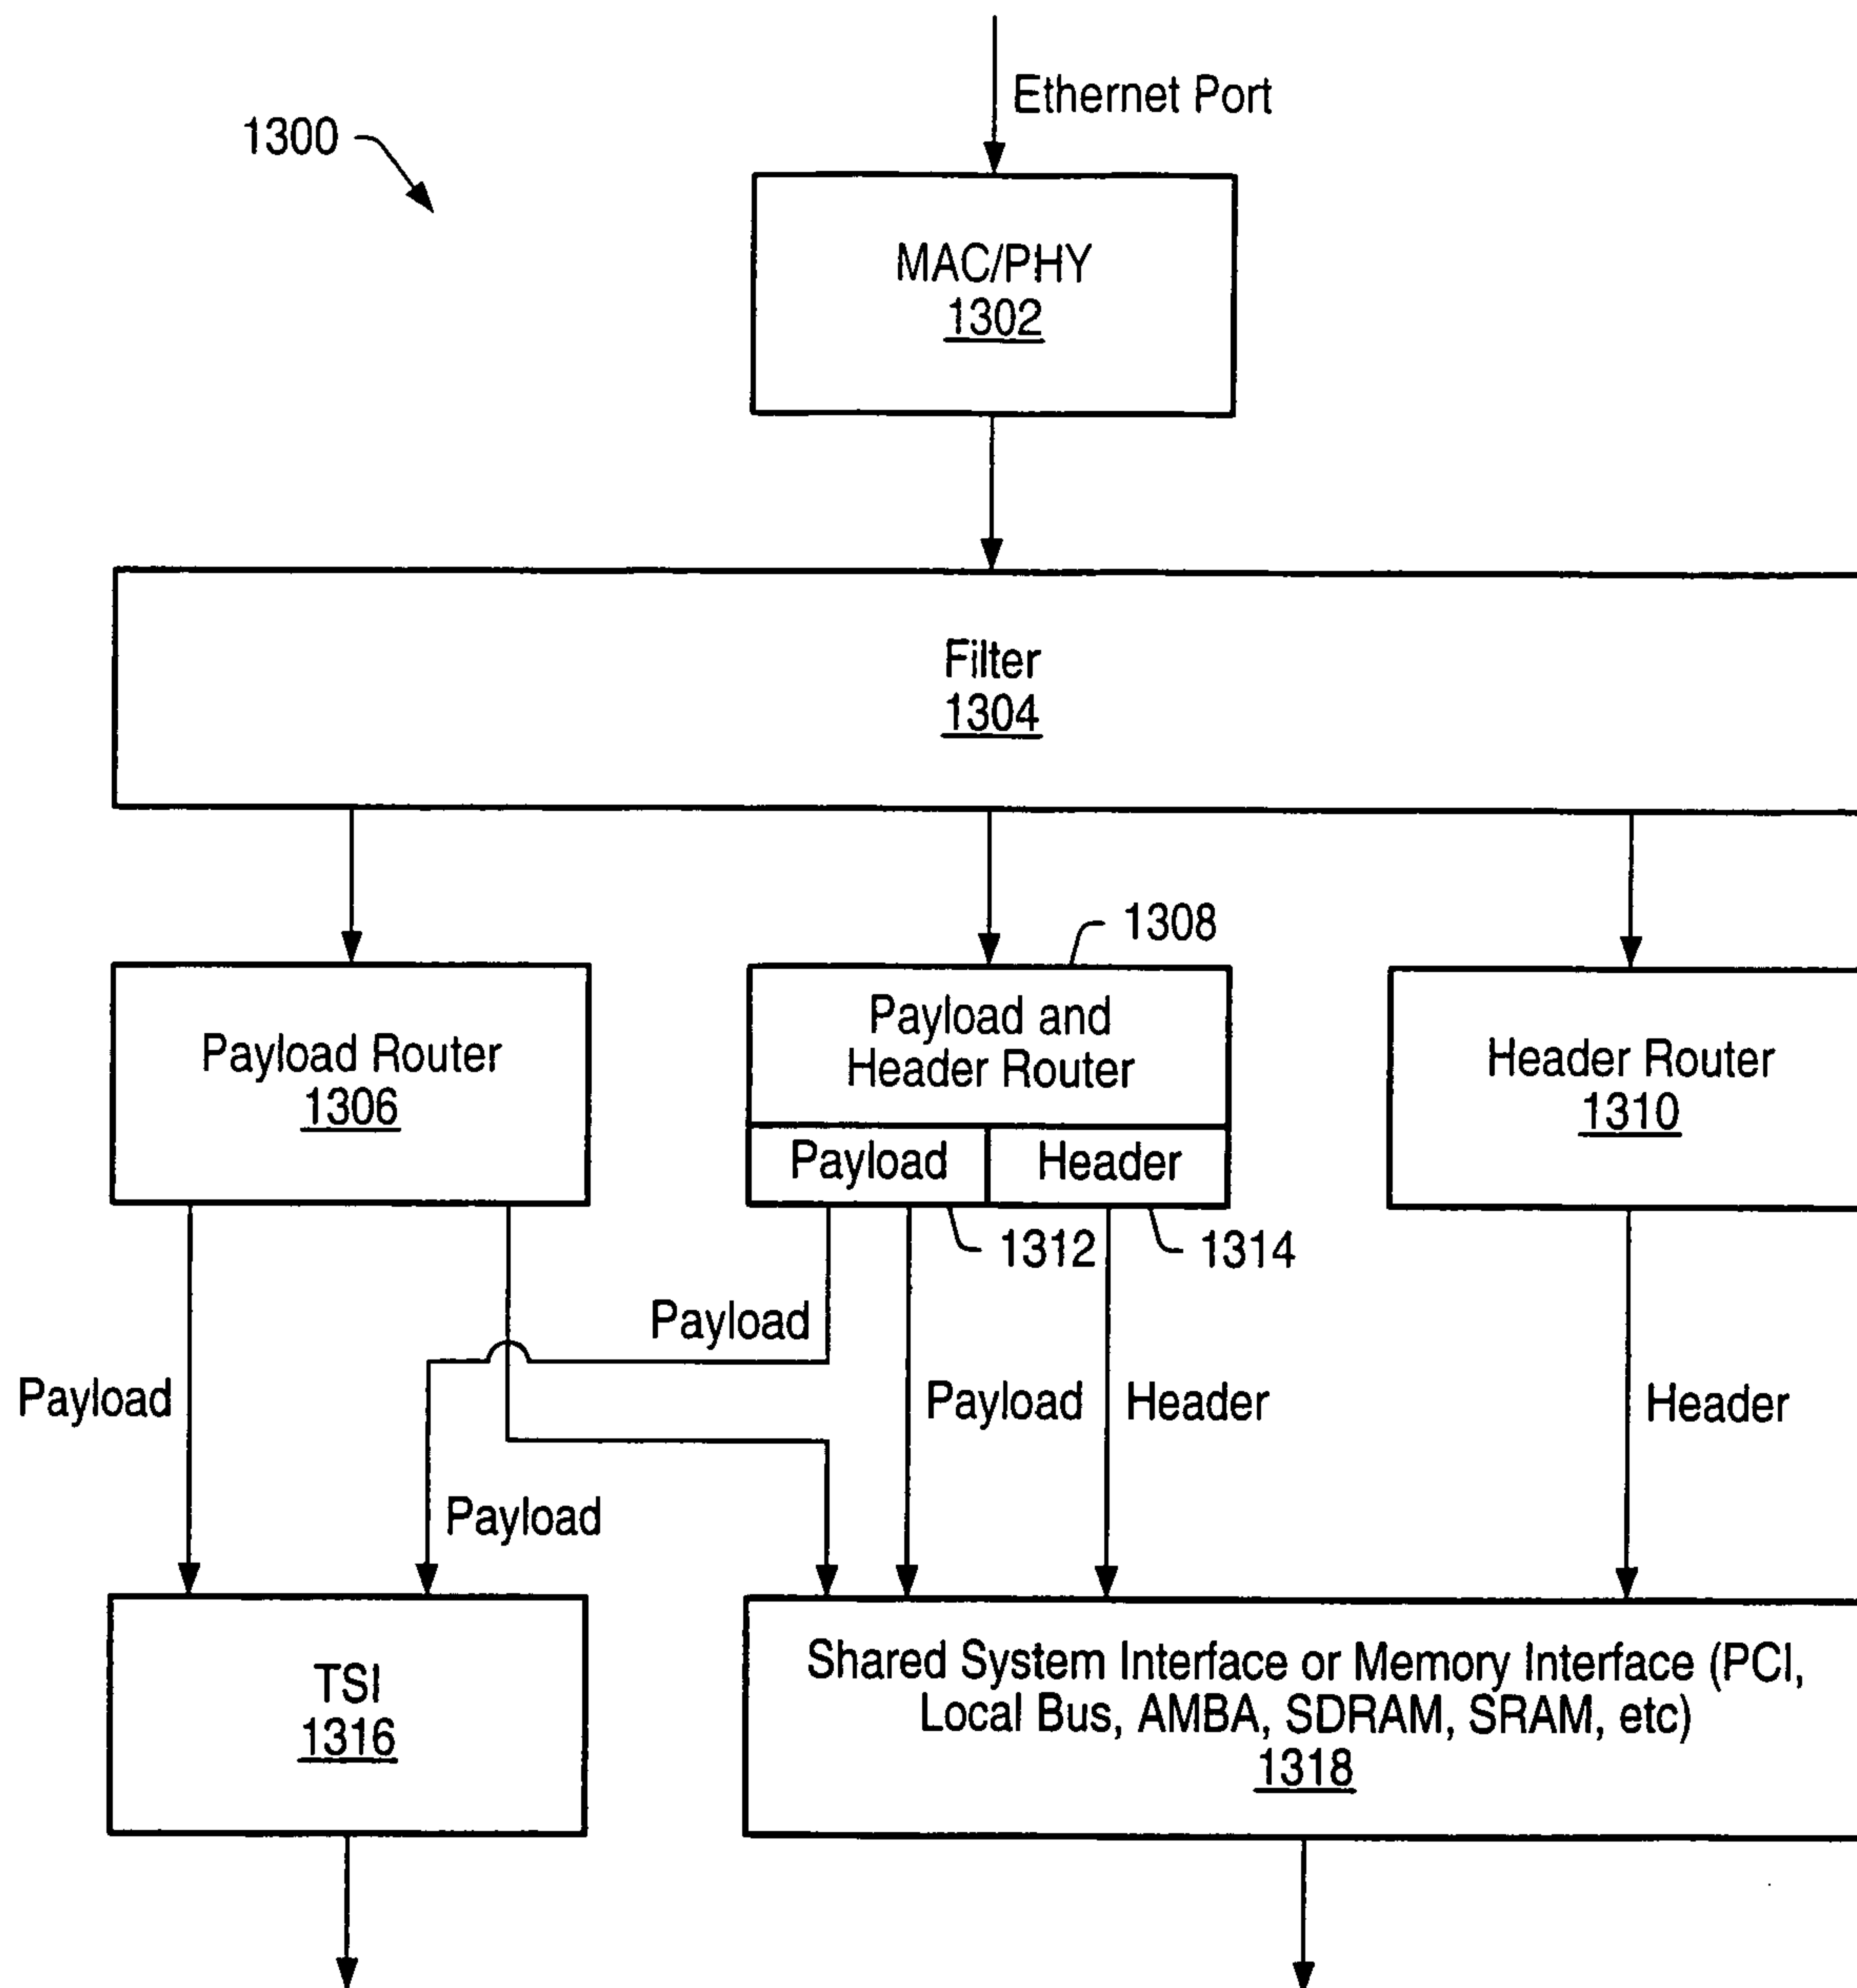 Ethernet Port
1300
MAC/PHY
1302
Filter
1304
1308
Payload Router
1306
Payload and
Header Router
Payload
Header
Header Router
1310
1312
1314
Payload
Payload
Payload
Header
Header
Payload
TSI
1316
Shared System Interface or Memory Interface (PCI,
Local Bus, AMBA, SDRAM, SRAM, etc)
1318